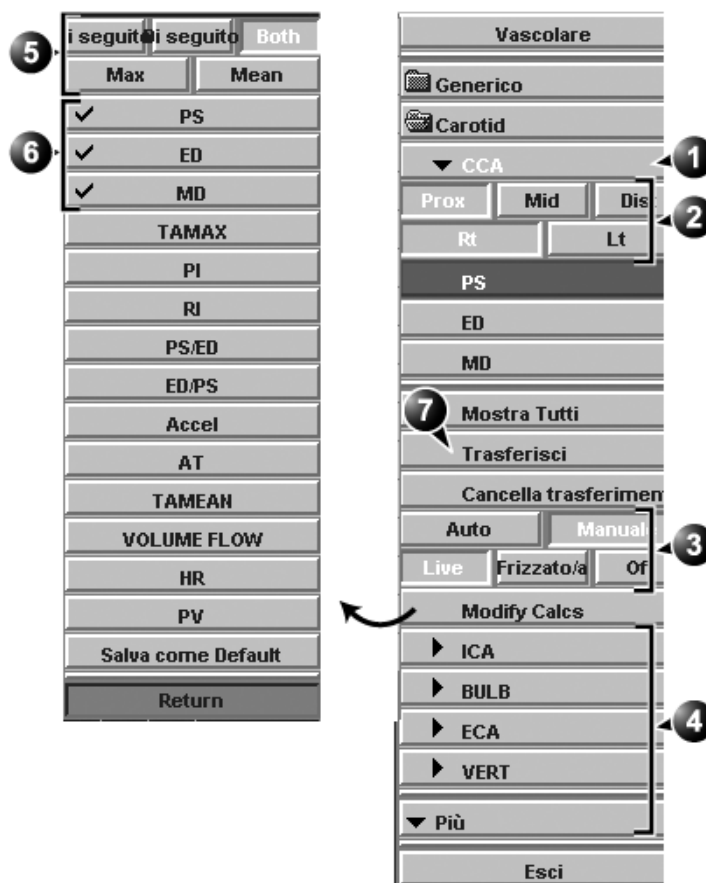 i seguito i seguito Both
Max Mean
PS
ED
MD
TAMAX
PI
RI
PS/ED
ED/PS
Accel
AT
TAMEAN
VOLUME FLOW
HR
PV
Salva come Default
Return
5
6
Vascolare
Generico
Carotid
CCA
Prox Mid Dis
Rt Lt
PS
ED
MD
Mostra Tutti
Trasferisci
Cancella trasferimen
Auto Manuale
Live Frizzato/a Of
Modify Calcs
ICA
BULB
ECA
VERT
Più
Esci
1
2
7
3
4